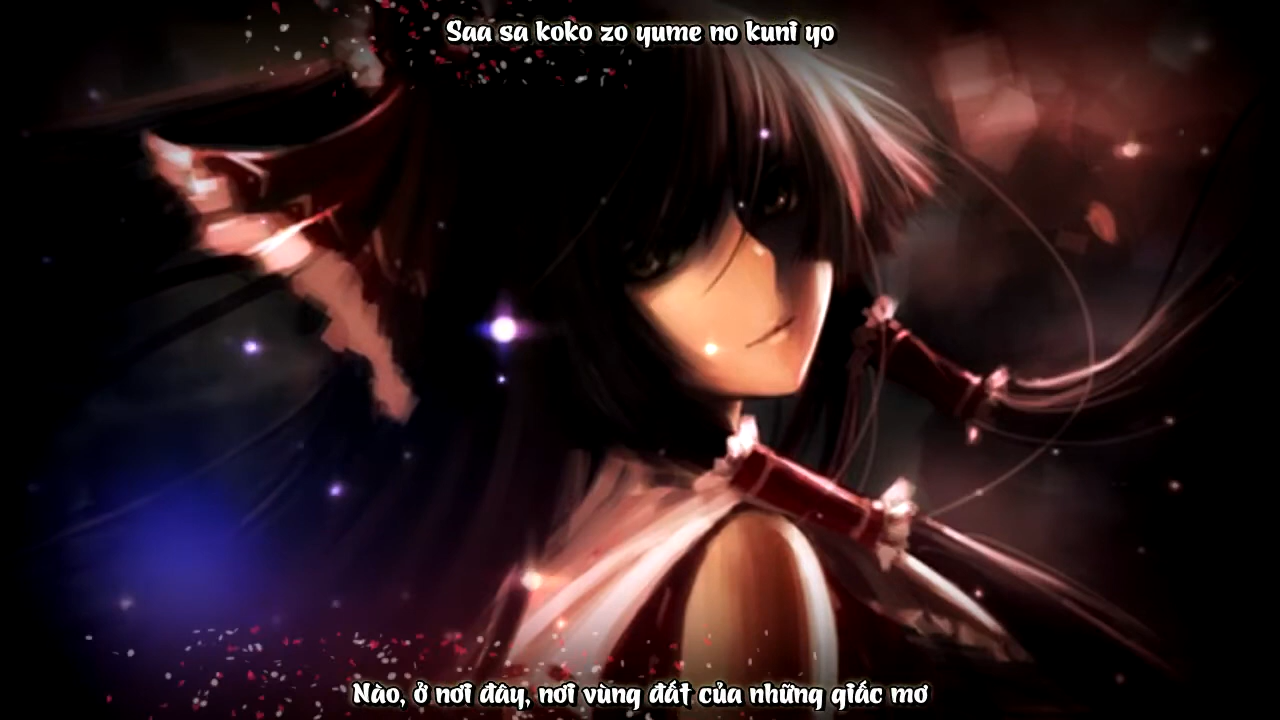 Saa sa koko zo yume no kuni yo
Nào, ở nơi đây, nơi vùng đất của những giấc mơ